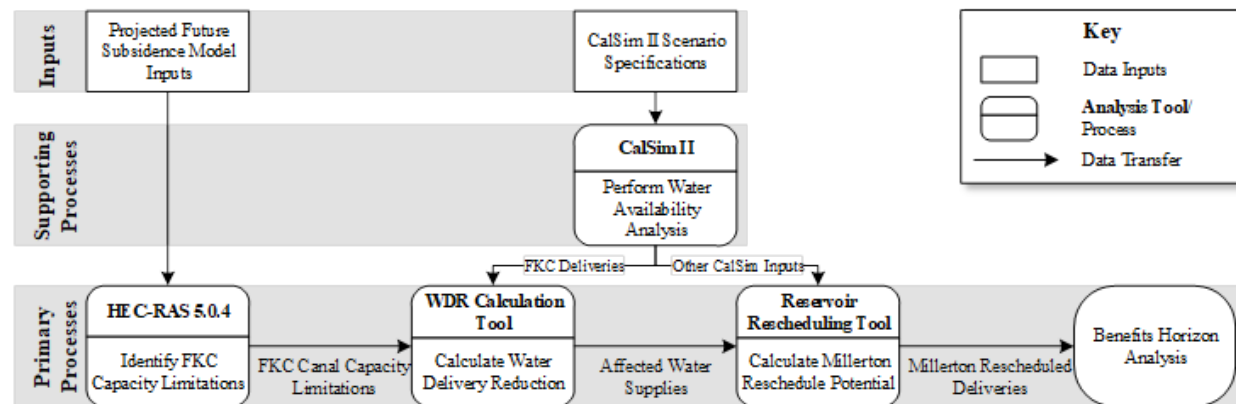 Inputs
Projected Future
Subsidence Model
Inputs
CalSim II Scenario
Specifications
Key
Data Inputs
Analysis Tool/
Process
Data Transfer
Supporting
Processes
CalSim II
Perform Water
Availability
Analysis
FKC Deliveries
Other CalSim Inputs
Primary
Processes
HEC-RAS 5.0.4
Identify FKC
Capacity Limitations
FKC Canal Capacity
Limitations
WDR Calculation
Tool
Calculate Water
Delivery Reduction
Affected Water
Supplies
Reservoir
Rescheduling Tool
Calculate Millerton
Reschedule Potential
Millerton Rescheduled
Deliveries
Benefits Horizon
Analysis